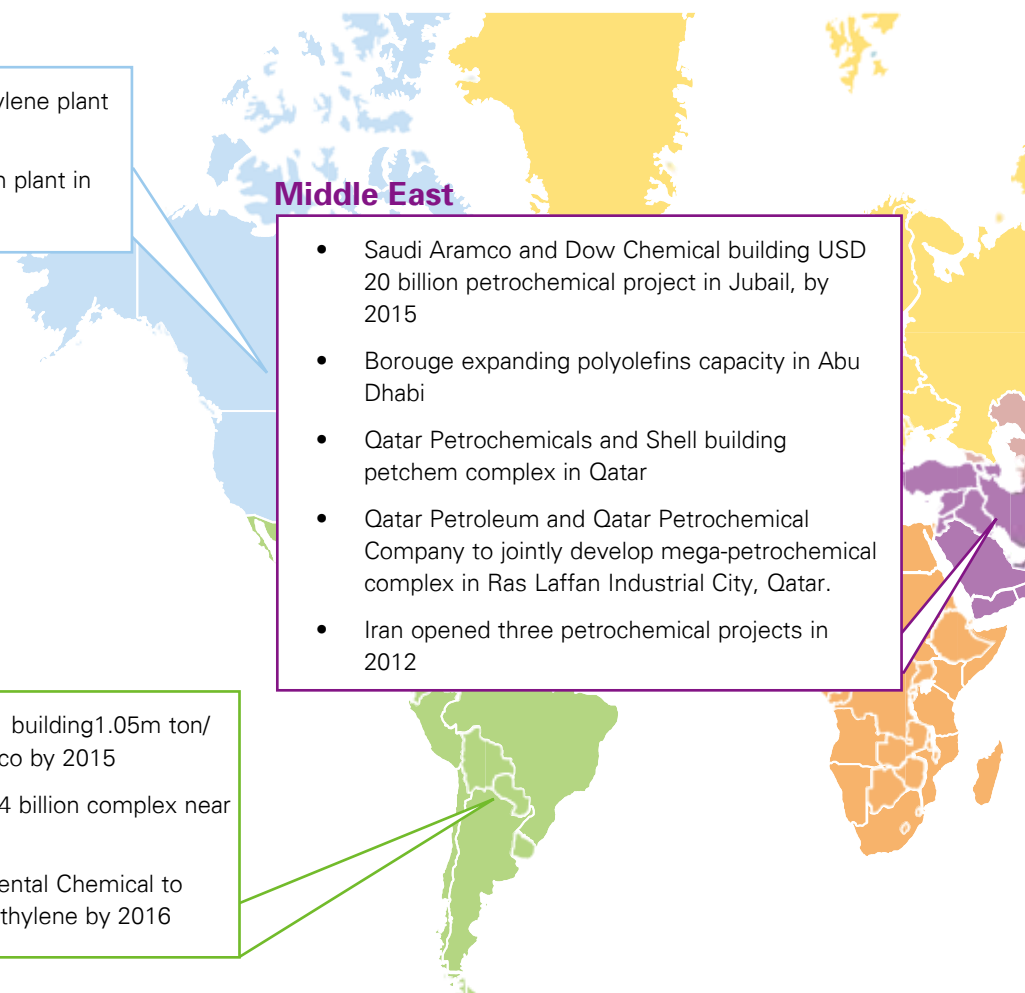 ylene plant
n plant in
Middle East
• Saudi Aramco and Dow Chemical building USD
20 billion petrochemical project in Jubail, by
2015
• Borouge expanding polyolefins capacity in Abu
Dhabi
• Qatar Petrochemicals and Shell building
petchem complex in Qatar
• Qatar Petroleum and Qatar Petrochemical
Company to jointly develop mega-petrochemical
complex in Ras Laffan Industrial City, Qatar.
• Iran opened three petrochemical projects in
2012
building1.05m ton/
co by 2015
4 billion complex near
ental Chemical to
thylene by 2016